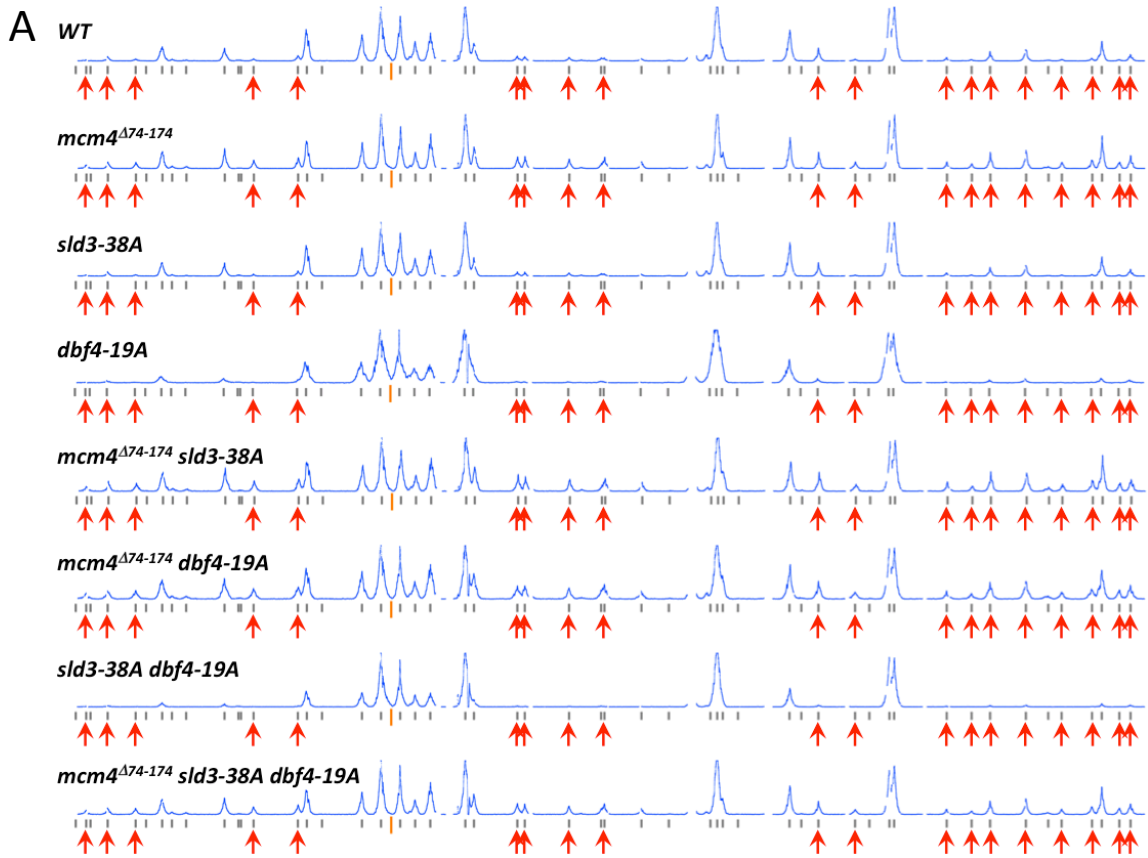 A
WT
mcm4Δ74-174
sld3-38A
dbf4-19A
mcm4Δ74-174 sld3-38A
mcm4Δ74-174 dbf4-19A
sld3-38A dbf4-19A
mcm4Δ74-174 sld3-38A dbf4-19A